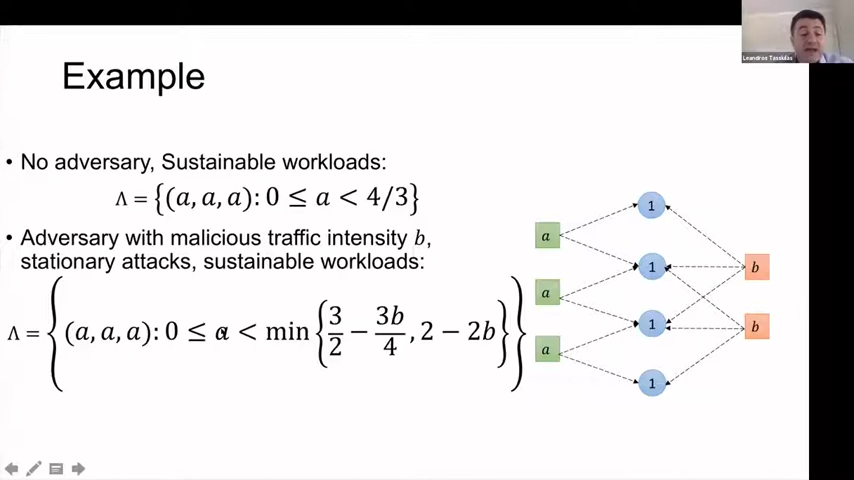 Leandros Tassiulas
Example
• No adversary, Sustainable workloads:
Λ = {(a, a, a): 0 ≤ a < 4/3}
• Adversary with malicious traffic intensity b,
stationary attacks, sustainable workloads:
Λ = {(a, a, a): 0 ≤ a < min {3/2 − 3b/4, 2 − 2b}}
1
a
1
b
a
1
b
a
1